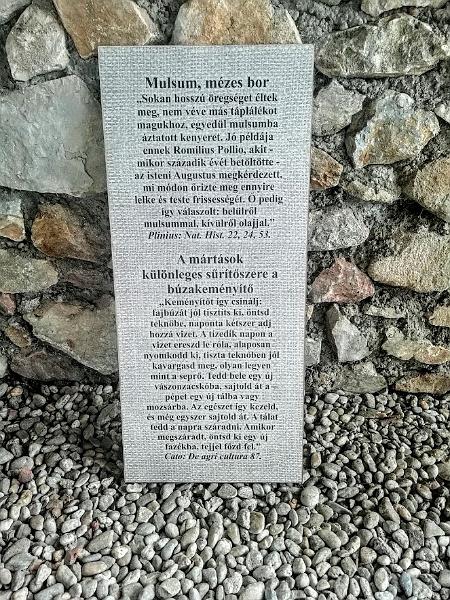 Mulsum, mézes bor
„Sokan hosszú öregséget éltek
meg, nem véve más táplálékot
magukhoz, egyedül mulsumba
áztatott kenyeret. Jó példája
ennek Romilius Pollio, akit -
mikor századik évét betöltötte -
az isteni Augustus megkérdezett,
mi módon őrizte meg ennyire
lelke és teste frissességét. Ő pedig
így válaszolt: belülről
mulsummal, kívülről olajjal."
Plinius: Nat. Hist. 22, 24, 53.
A mártások
különleges sűrítőszere a
búzakeményítő
„Keményítőt így csinálj:
fajbúzát jól tisztíts ki, öntsd
teknőbe, naponta kétszer adj
hozzá vizet. A tizedik napon a
vizet ereszd le róla, alaposan
nyomkodd ki, tiszta teknőben jól
kavargasd meg, olyan legyen
mint a seprő. Tedd bele egy új
vászonzacskóba, sajtold át a
pépet egy új tálba vagy
mozsárba. Az egészet így kezeld,
és még egyszer sajtold át. A tálat
tedd a napra száradni. Amikor
megszáradt, öntsd ki egy új
fazékba, tejjel főzd fel."
Cato: De agri cultura 87.